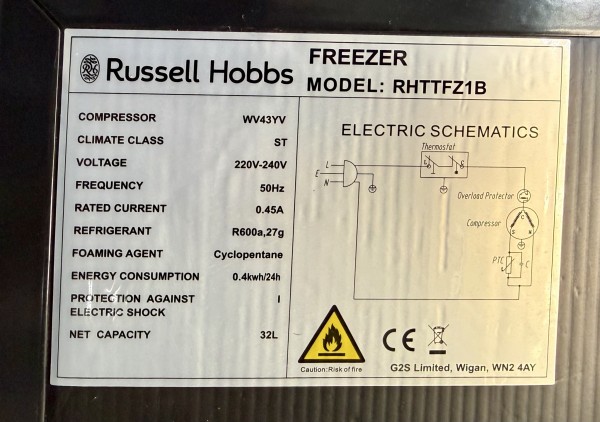 Russell Hobbs
FREEZER
MODEL: RHTTFZ1B
COMPRESSOR WV43YV
CLIMATE CLASS ST
VOLTAGE 220V-240V
FREQUENCY 50Hz
RATED CURRENT 0.45A
REFRIGERANT R600a,27g
FOAMING AGENT Cyclopentane
ENERGY CONSUMPTION 0.4kwh/24h
PROTECTION AGAINST I
ELECTRIC SHOCK
NET CAPACITY 32L
ELECTRIC SCHEMATICS
Thermostat
L
E
N
Overload Protector
Compressor
C
S
PTC
C
Caution: Risk of fire
CE
G2S Limited, Wigan, WN2 4AY